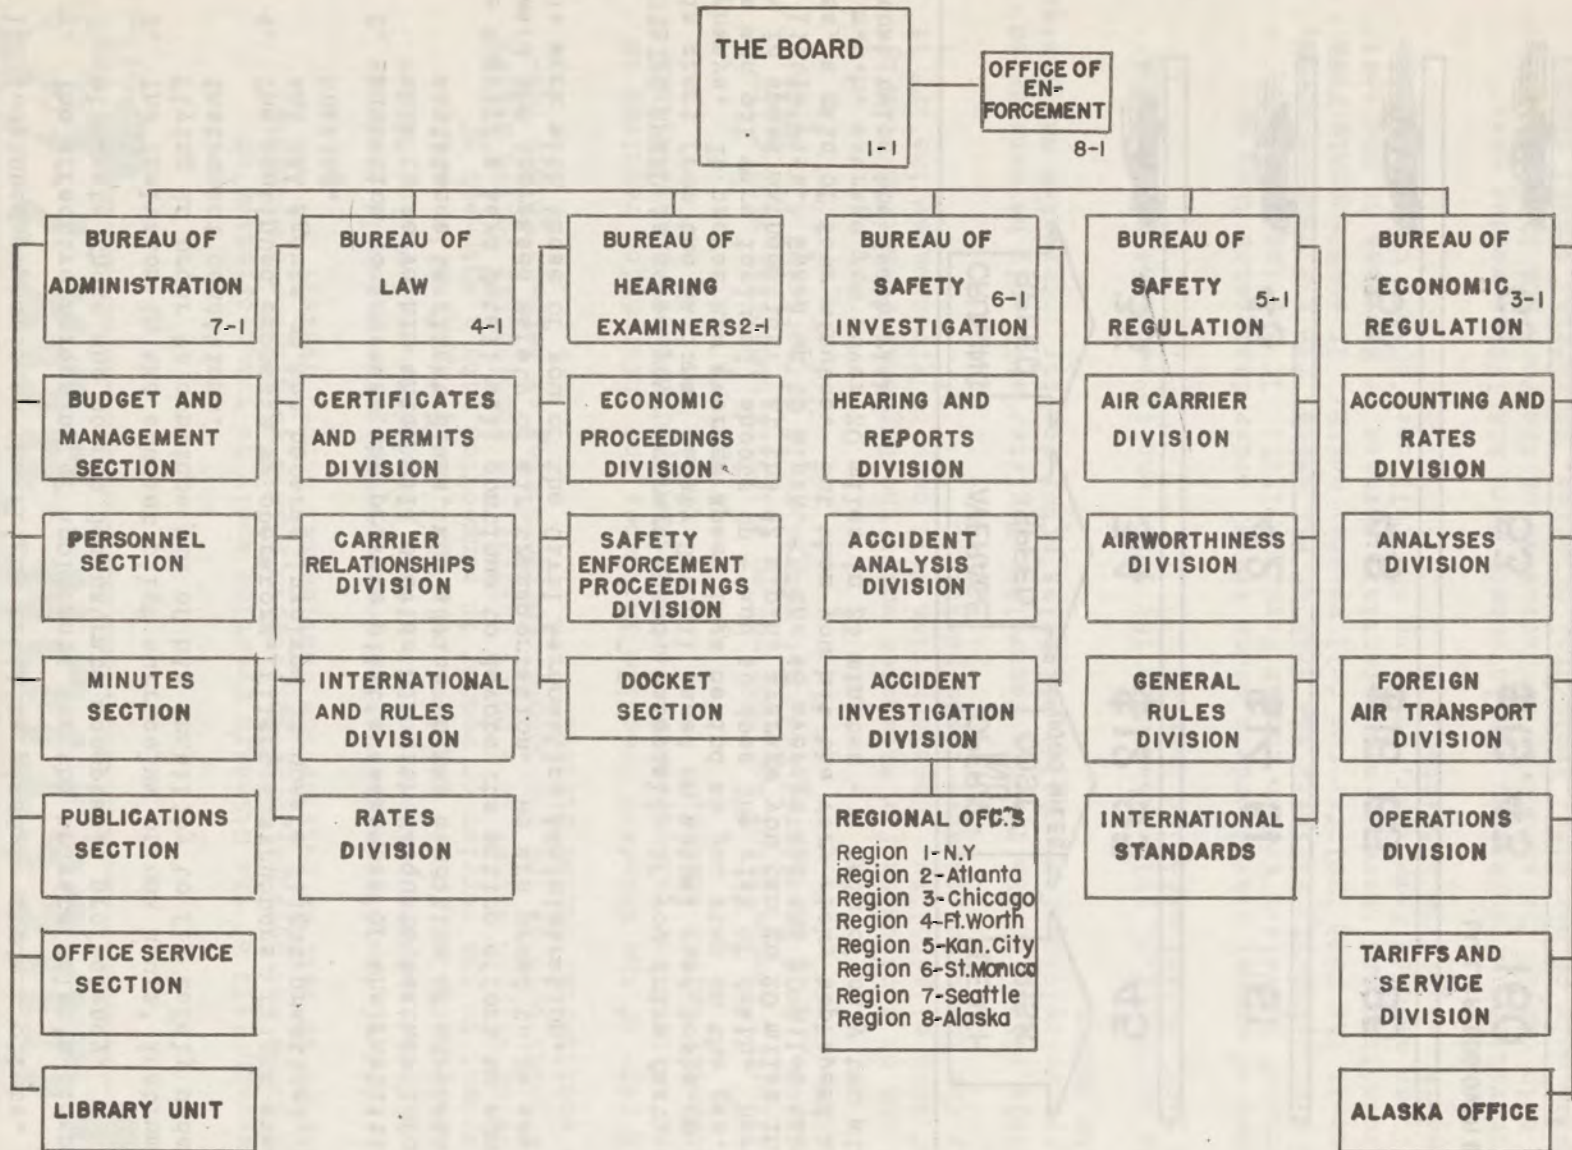 THE BOARD
1-1
OFFICE OF
EN-
FORCEMENT
8-1
BUREAU OF
ADMINISTRATION
7-1
BUDGET AND
MANAGEMENT
SECTION
PERSONNEL
SECTION
MINUTES
SECTION
PUBLICATIONS
SECTION
OFFICE SERVICE
SECTION
LIBRARY UNIT
BUREAU OF
LAW
4-1
CERTIFICATES
AND PERMITS
DIVISION
CARRIER
RELATIONSHIPS
DIVISION
INTERNATIONAL
AND RULES
DIVISION
RATES
DIVISION
BUREAU OF
HEARING
EXAMINERS 2-1
ECONOMIC
PROCEEDINGS
DIVISION
SAFETY
ENFORCEMENT
PROCEEDINGS
DIVISION
DOCKET
SECTION
BUREAU OF
SAFETY 6-1
INVESTIGATION
HEARING AND
REPORTS
DIVISION
ACCIDENT
ANALYSIS
DIVISION
ACCIDENT
INVESTIGATION
DIVISION
REGIONAL OFC'S
Region 1-N.Y
Region 2-Atlanta
Region 3-Chicago
Region 4-Ft.Worth
Region 5-Kan.City
Region 6-St.Monica
Region 7-Seattle
Region 8-Alaska
BUREAU OF
SAFETY 5-1
REGULATION
AIR CARRIER
DIVISION
AIRWORTHINESS
DIVISION
GENERAL
RULES
DIVISION
INTERNATIONAL
STANDARDS
BUREAU OF
ECONOMIC 3-1
REGULATION
ACCOUNTING AND
RATES
DIVISION
ANALYSES
DIVISION
FOREIGN
AIR TRANSPORT
DIVISION
OPERATIONS
DIVISION
TARIFFS AND
SERVICE
DIVISION
ALASKA OFFICE